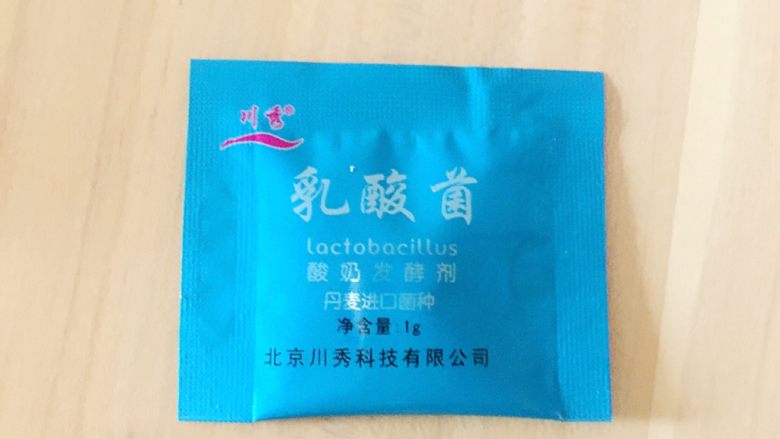 川秀®
乳酸菌
Lactobacillus
酸奶发酵剂
丹麦进口菌种
净含量:1g
北京川秀科技有限公司